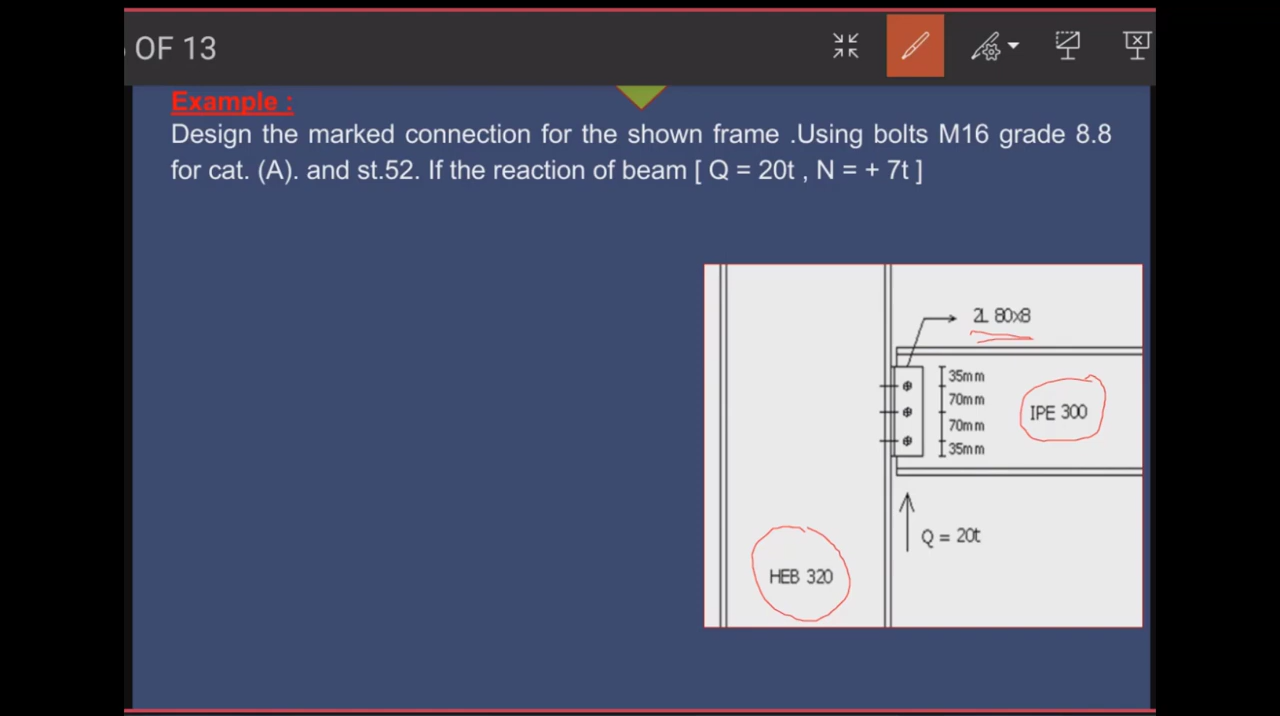 OF 13
Example :
Design the marked connection for the shown frame .Using bolts M16 grade 8.8
for cat. (A). and st.52. If the reaction of beam [ Q = 20t , N = + 7t ]
2L 80x8
35mm
70mm
IPE 300
70mm
35mm
Q = 20t
HEB 320